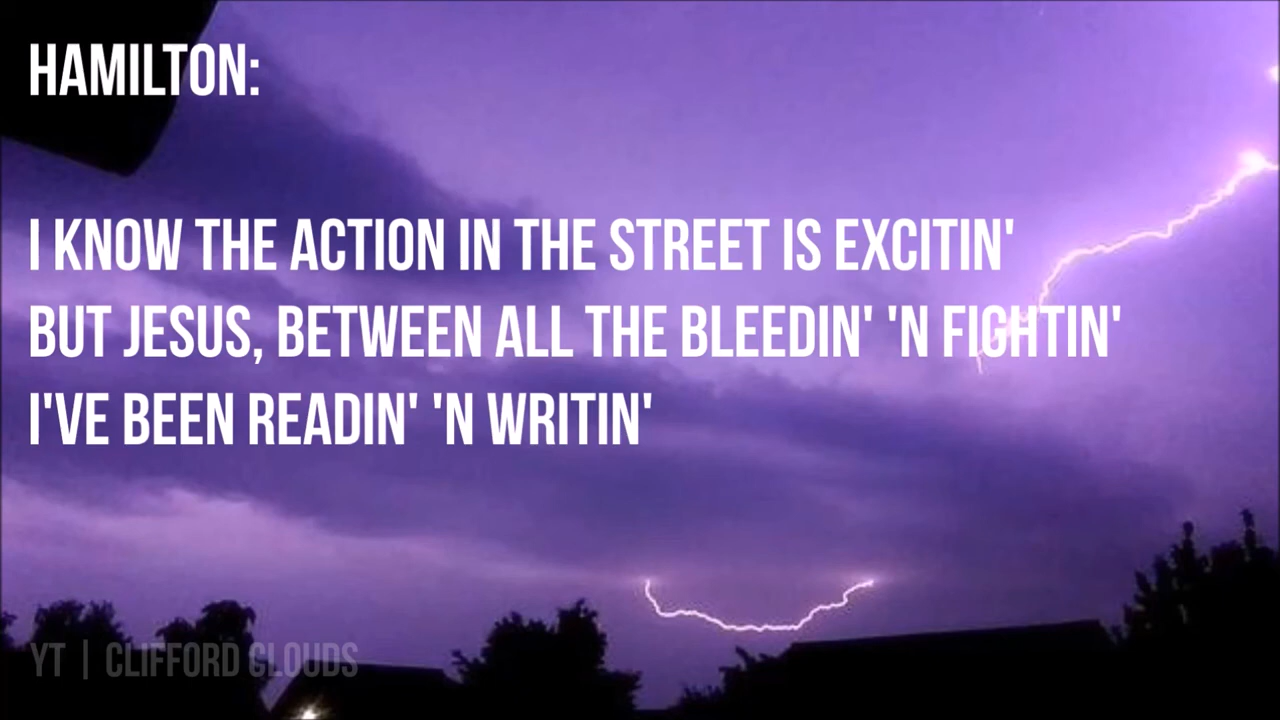 HAMILTON:
I KNOW THE ACTION IN THE STREET IS EXCITIN'
BUT JESUS, BETWEEN ALL THE BLEEDIN' 'N FIGHTIN'
I'VE BEEN READIN' 'N WRITIN'
YT | CLIFFORD CLOUDS